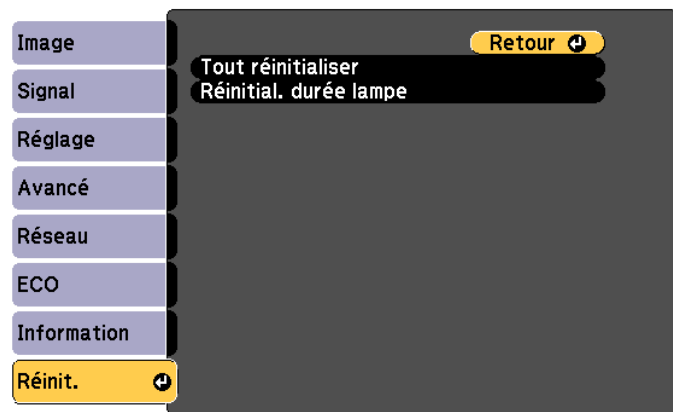 Image
Signal
Réglage
Avancé
Réseau
ECO
Information
Réinit.
Retour
Tout réinitialiser
Réinitial. durée lampe